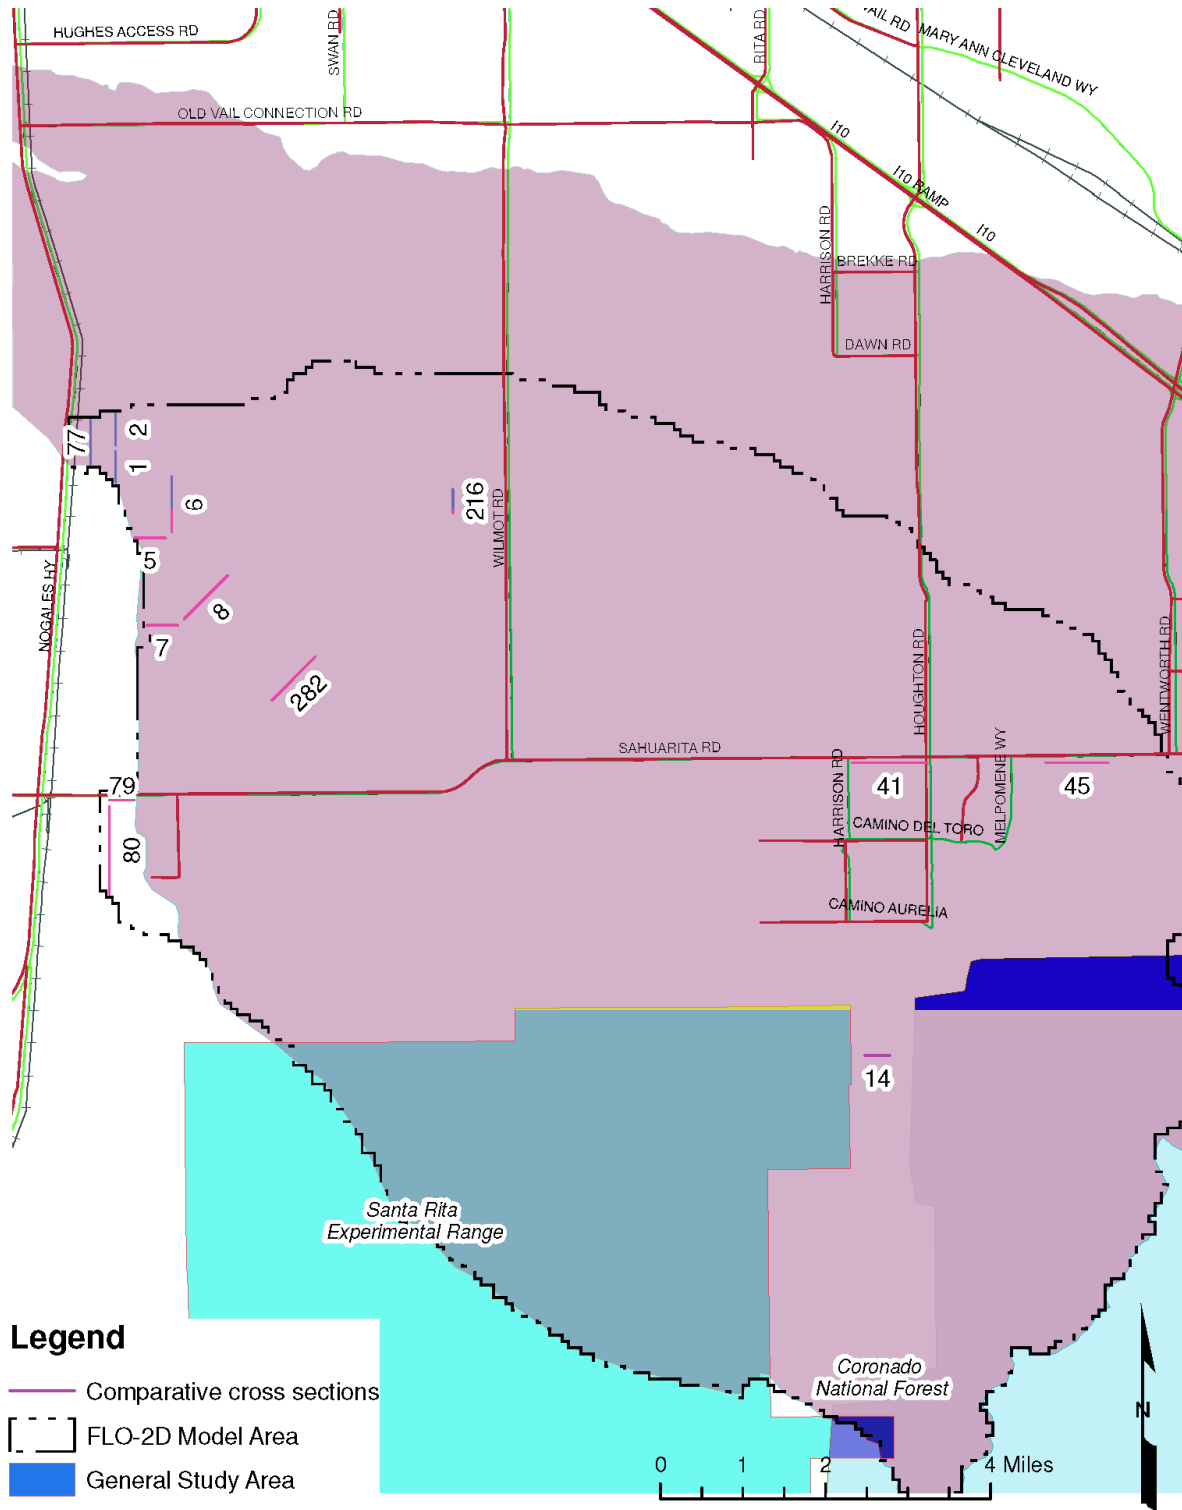 HUGHES ACCESS RD
SWAN RD
RITA RD
VAIL RD
MARY ANN CLEVELAND WY
OLD VAIL CONNECTION RD
I10
I10 RAMP
I10
HARRISON RD
BREKKE RD
DAWN RD
77
2
1
6
216
WILMOT RD
5
NOGALES HY
8
7
282
HOUGHTON RD
WENTWORTH RD
SAHUARITA RD
MELPOMENE WY
HARRISON RD
79
41
45
80
CAMINO DEL TORO
CAMINO AURELIA
14
Santa Rita
Experimental Range
Coronado
National Forest
Legend
Comparative cross sections
FLO-2D Model Area
General Study Area
N
0 1 2 4 Miles